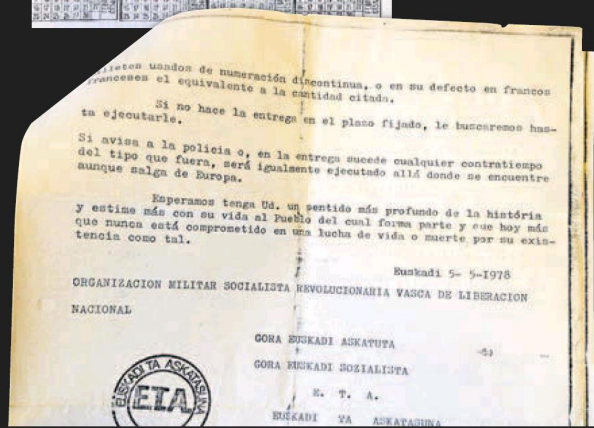 usados de numeración discontinua, o en su defecto en francos
franceses el equivalente a la cantidad citada.
Si no hace la entrega en el plazo fijado, le buscaremos has-
ta ejecutarle.
Si avisa a la policia o, en la entrega sucede cualquier contratiempo
del tipo que fuera, será igualmente ejecutado allá donde se encuentre
aunque salga de Europa.
Esperamos tenga Ud. un sentido más profundo de la história
y estime más con su vida al Pueblo del cual forma parte y que hoy más
que nunca está comprometido en una lucha de vida o muerte por su exis-
tencia como tal.
Euskadi 5- 5-1978
ORGANIZACION MILITAR SOCIALISTA REVOLUCIONARIA VASCA DE LIBERACION
NACIONAL
GORA EUSKADI ASKATUTA
GORA EUSKADI SOZIALISTA
E. T. A.
EUSKADI TA ASKATASUNA
EUSKADI TA ASKATASUNA
ETA